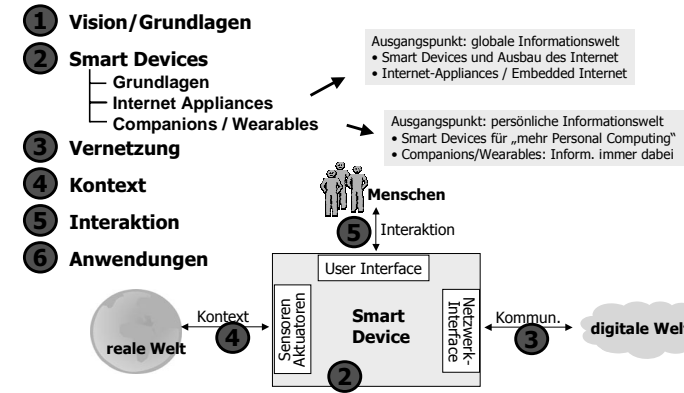 1 Vision/Grundlagen
2 Smart Devices
Grundlagen
Internet Appliances
Companions / Wearables
3 Vernetzung
4 Kontext
5 Interaktion
6 Anwendungen
Ausgangspunkt: globale Informationswelt
• Smart Devices und Ausbau des Internet
• Internet-Appliances / Embedded Internet
Ausgangspunkt: persönliche Informationswelt
• Smart Devices für „mehr Personal Computing“
• Companions/Wearables: Inform. immer dabei
Menschen
5 Interaktion
User Interface
reale Welt
Kontext
4
Sensoren
Aktuatoren
Smart
Device
2
Netzwerk-
Interface
Kommun.
3
digitale Welt